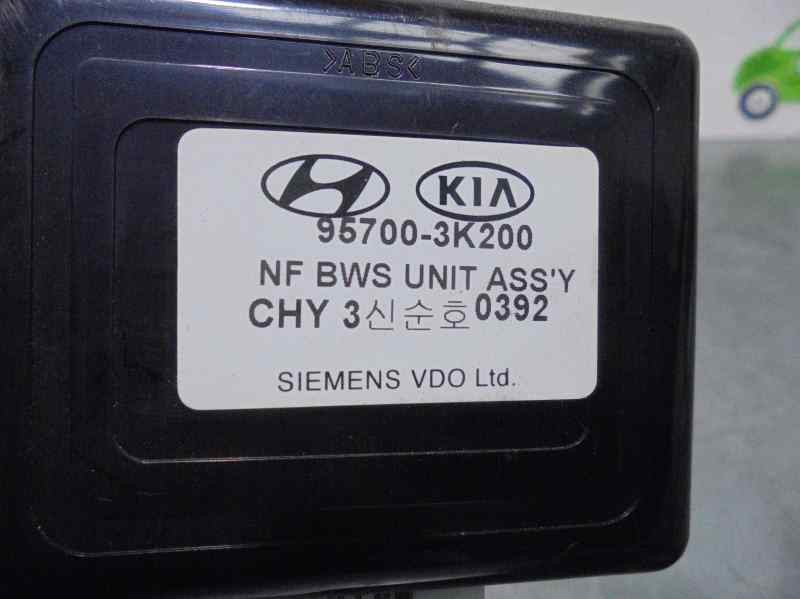 >ABS<
KIA
95700-3K200
NF BWS UNIT ASS'Y
CHY 3신순호0392
SIEMENS VDO Ltd.